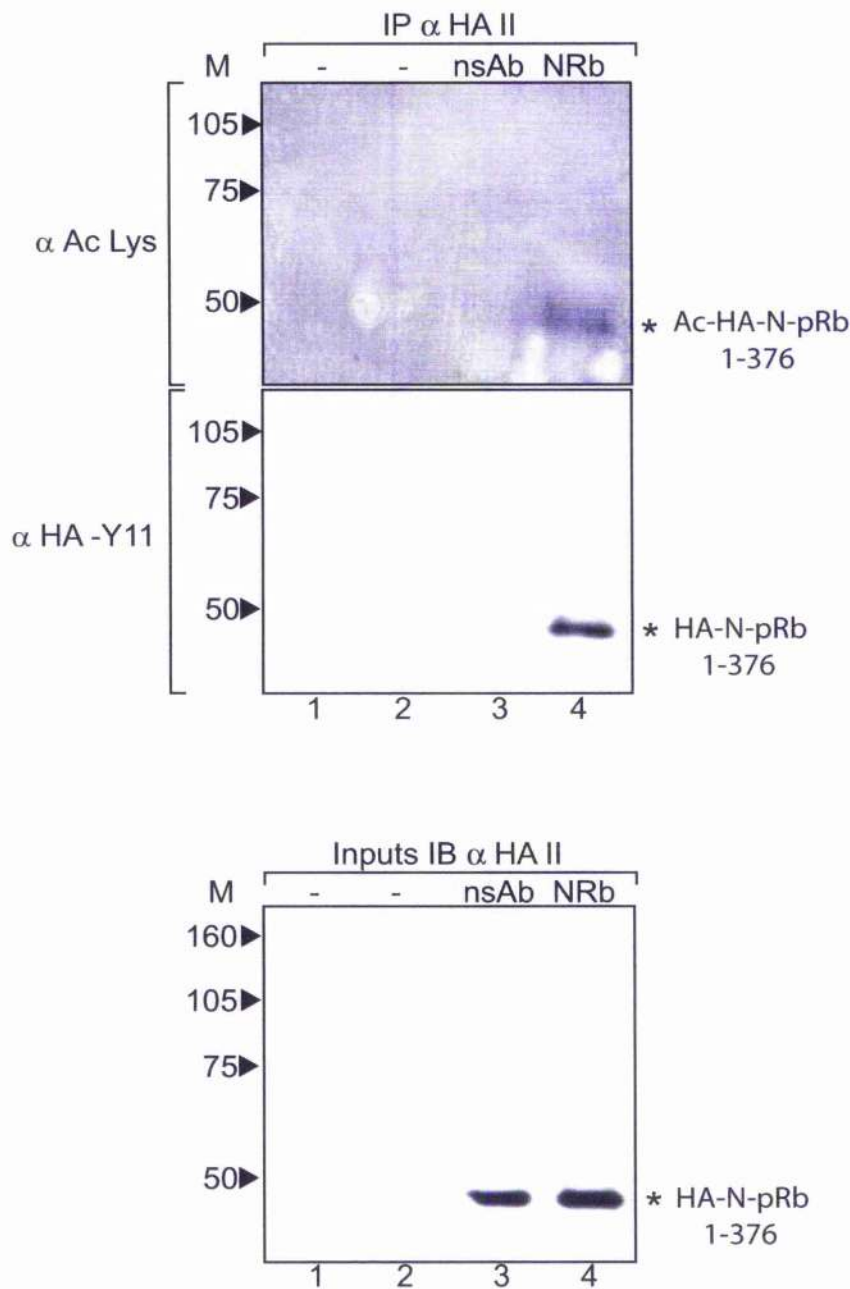 IP α HA II
M - - nsAb NRb
105
75
α Ac Lys
50
* Ac-HA-N-pRb
1-376
105
75
α HA -Y11
50
* HA-N-pRb
1-376
1 2 3 4
Inputs IB α HA II
M - - nsAb NRb
160
105
75
50
* HA-N-pRb
1-376
1 2 3 4